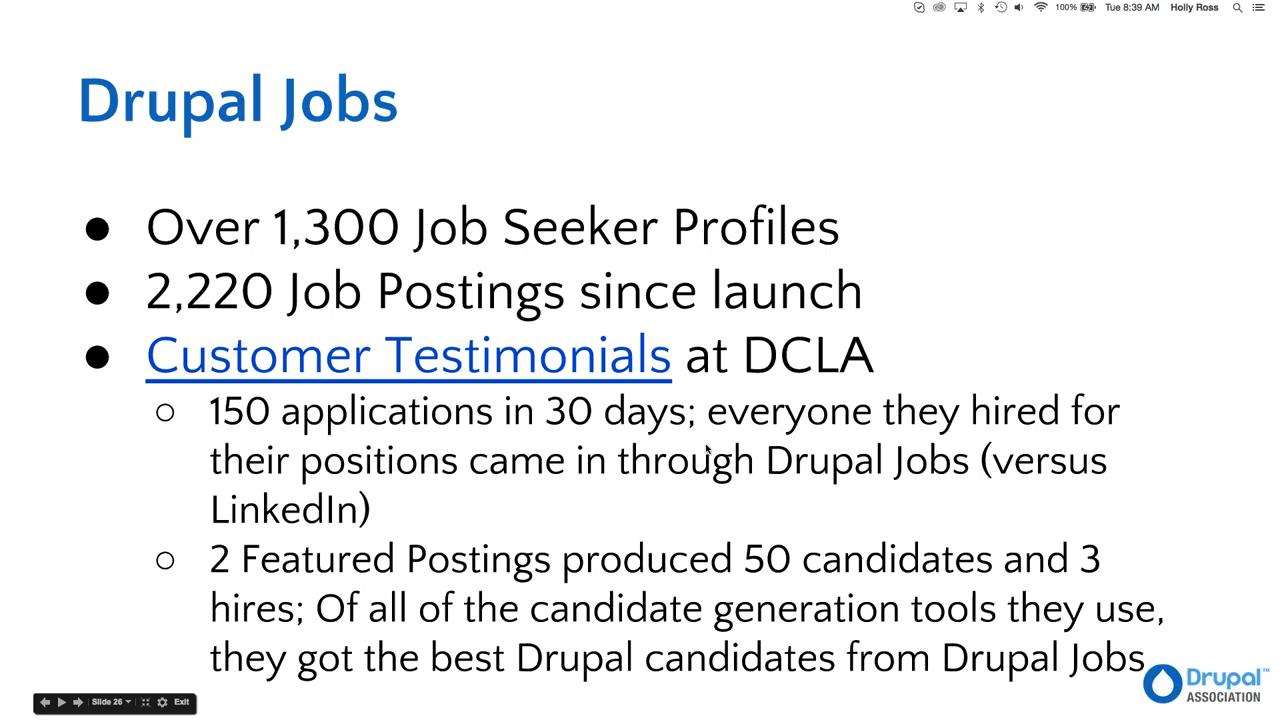 100% Tue 8:39 AM Holly Ross
Drupal Jobs
● Over 1,300 Job Seeker Profiles
● 2,220 Job Postings since launch
● Customer Testimonials at DCLA
○ 150 applications in 30 days; everyone they hired for
their positions came in through Drupal Jobs (versus
LinkedIn)
○ 2 Featured Postings produced 50 candidates and 3
hires; Of all of the candidate generation tools they use,
they got the best Drupal candidates from Drupal Jobs
Drupal™
ASSOCIATION
Slide 26 Exit